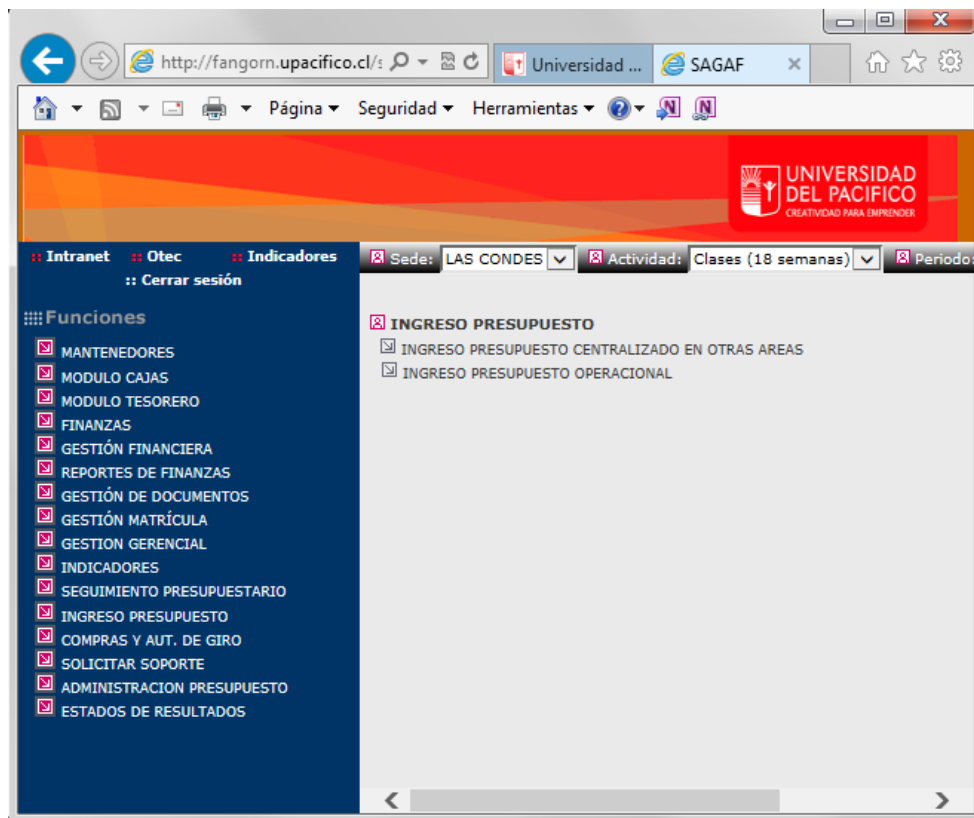 http://fangorn.upacifico.cl/s
Universidad ...
SAGAF
Página
Seguridad
Herramientas
UNIVERSIDAD
DEL PACIFICO
CREATIVIDAD PARA EMPRENDER
:: Intranet :: Otec :: Indicadores
:: Cerrar sesión
Sede: LAS CONDES Actividad: Clases (18 semanas) Periodo:
Funciones
MANTENEDORES
MODULO CAJAS
MODULO TESORERO
FINANZAS
GESTIÓN FINANCIERA
REPORTES DE FINANZAS
GESTIÓN DE DOCUMENTOS
GESTIÓN MATRÍCULA
GESTION GERENCIAL
INDICADORES
SEGUIMIENTO PRESUPUESTARIO
INGRESO PRESUPUESTO
COMPRAS Y AUT. DE GIRO
SOLICITAR SOPORTE
ADMINISTRACION PRESUPUESTO
ESTADOS DE RESULTADOS
INGRESO PRESUPUESTO
INGRESO PRESUPUESTO CENTRALIZADO EN OTRAS AREAS
INGRESO PRESUPUESTO OPERACIONAL